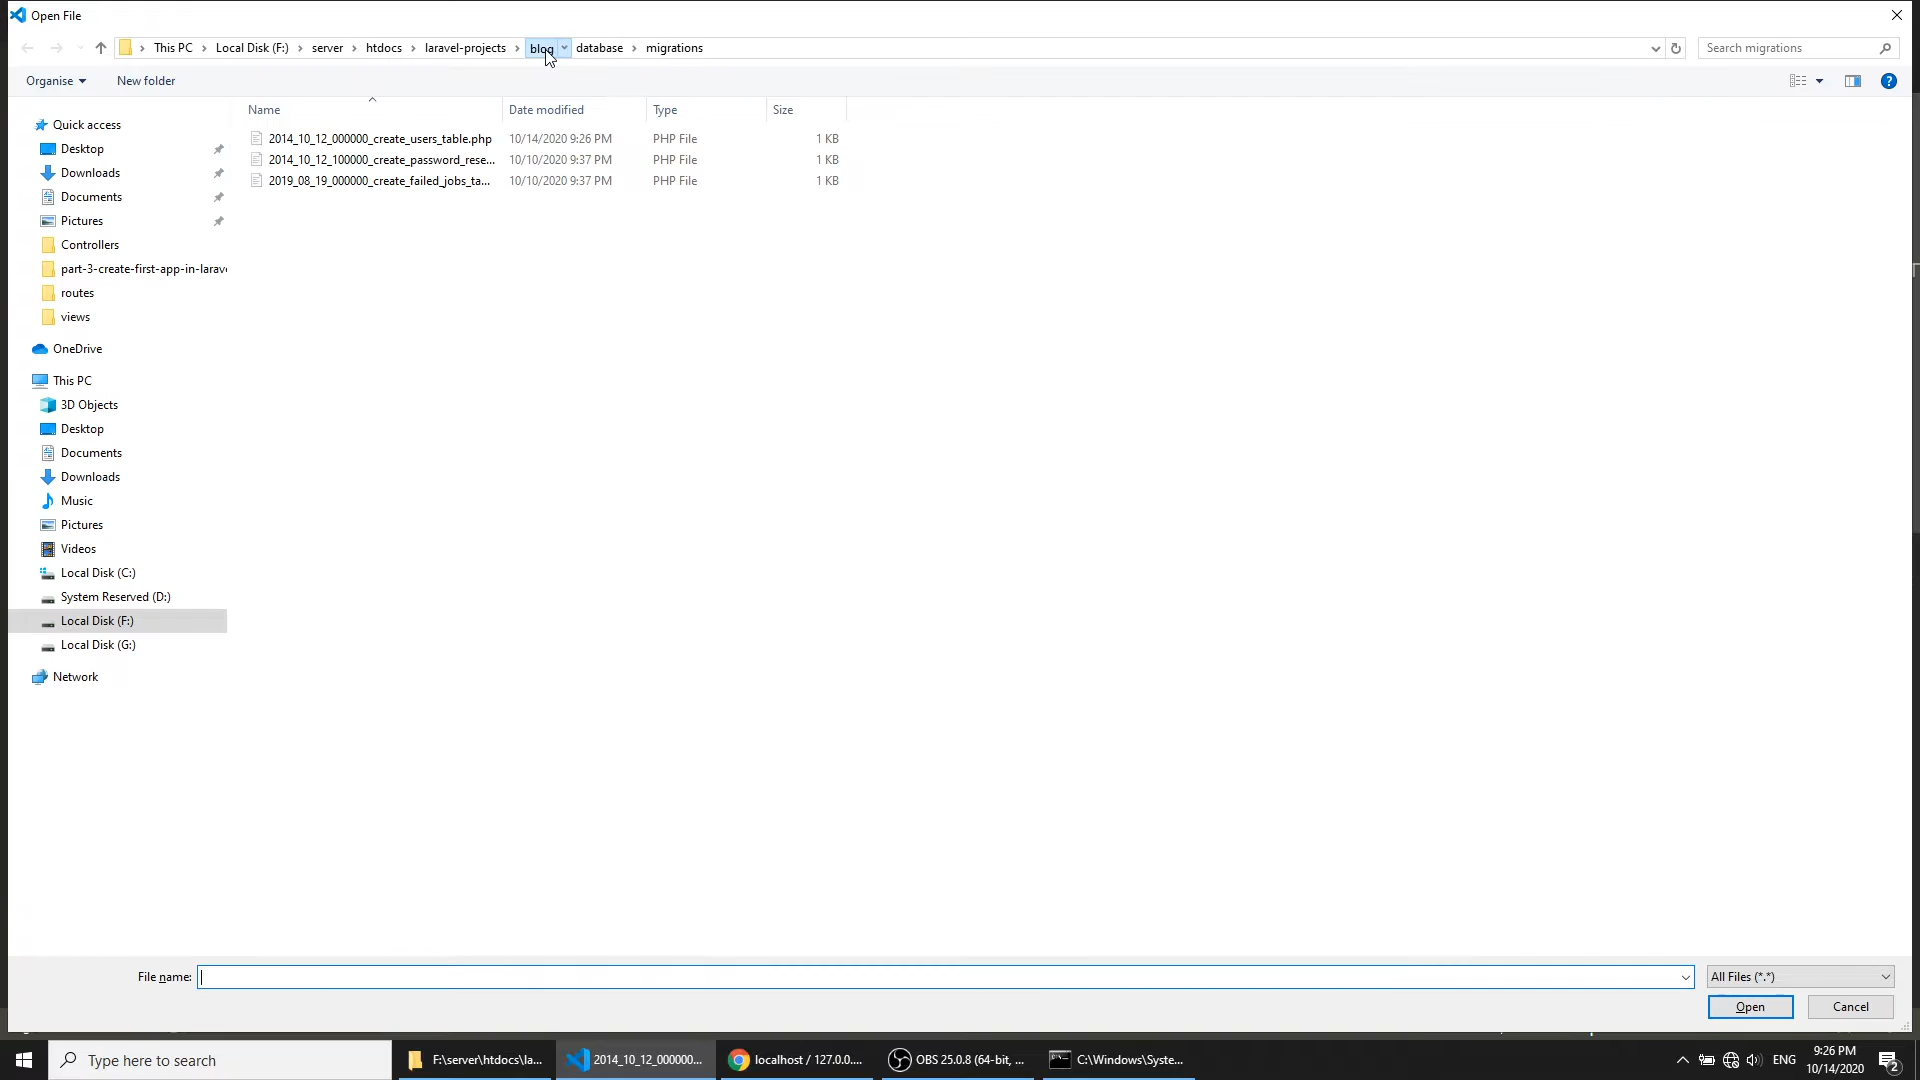 Open File
This PC
Local Disk (F:)
server
htdocs
laravel-projects
blog
database
migrations
Search migrations
Organise
New folder
Name
Date modified
Type
Size
2014_10_12_000000_create_users_table.php 10/14/2020 9:26 PM PHP File 1 KB
2014_10_12_100000_create_password_rese... 10/10/2020 9:37 PM PHP File 1 KB
2019_08_19_000000_create_failed_jobs_ta... 10/10/2020 9:37 PM PHP File 1 KB
Quick access
Desktop
Downloads
Documents
Pictures
Controllers
part-3-create-first-app-in-larav
routes
views
OneDrive
This PC
3D Objects
Desktop
Documents
Downloads
Music
Pictures
Videos
Local Disk (C:)
System Reserved (D:)
Local Disk (F:)
Local Disk (G:)
Network
File name:
All Files (*.*)
Open
Cancel
Type here to search
F:\server\htdocs\la...
2014_10_12_000000...
localhost / 127.0.0....
OBS 25.0.8 (64-bit, ...
C:\Windows\Syste...
ENG
9:26 PM
10/14/2020
2